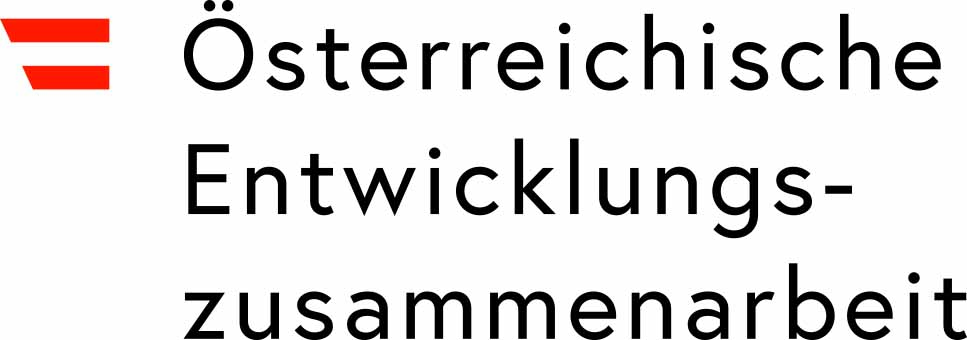 Österreichische
Entwicklungs-
zusammenarbeit